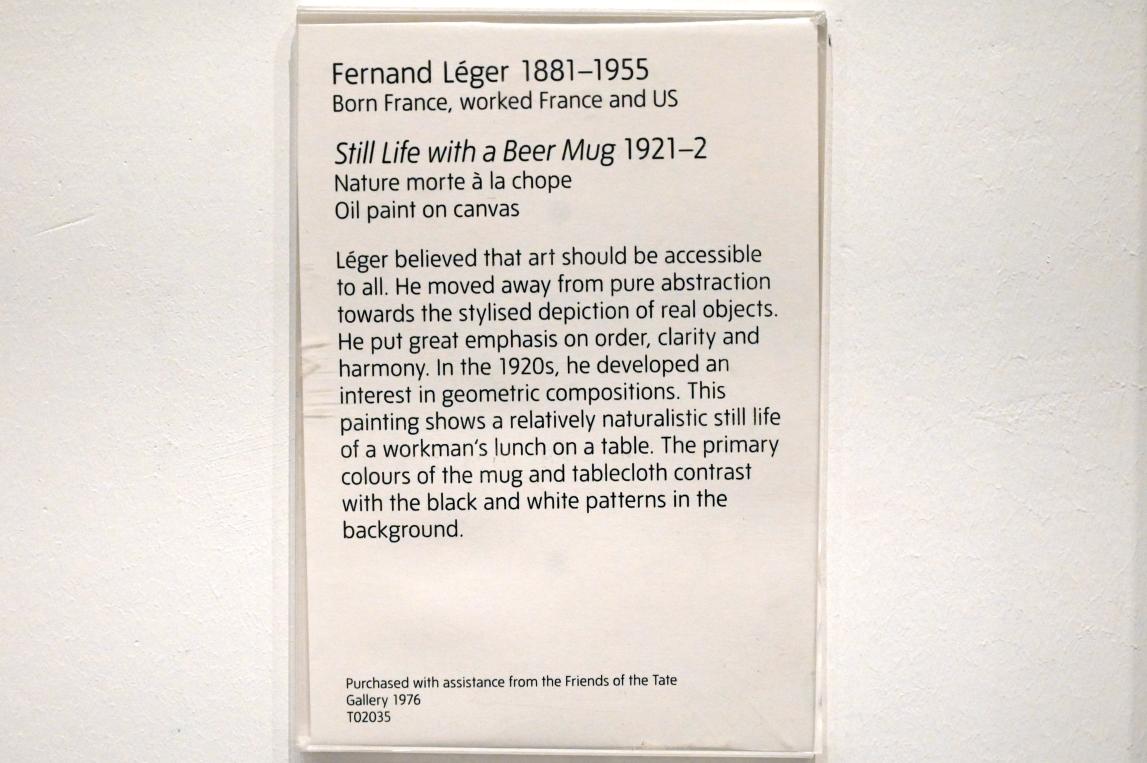 Fernand Léger 1881–1955
Born France, worked France and US
Still Life with a Beer Mug 1921–2
Nature morte à la chope
Oil paint on canvas
Léger believed that art should be accessible
to all. He moved away from pure abstraction
towards the stylised depiction of real objects.
He put great emphasis on order, clarity and
harmony. In the 1920s, he developed an
interest in geometric compositions. This
painting shows a relatively naturalistic still life
of a workman's lunch on a table. The primary
colours of the mug and tablecloth contrast
with the black and white patterns in the
background.
Purchased with assistance from the Friends of the Tate
Gallery 1976
T02035